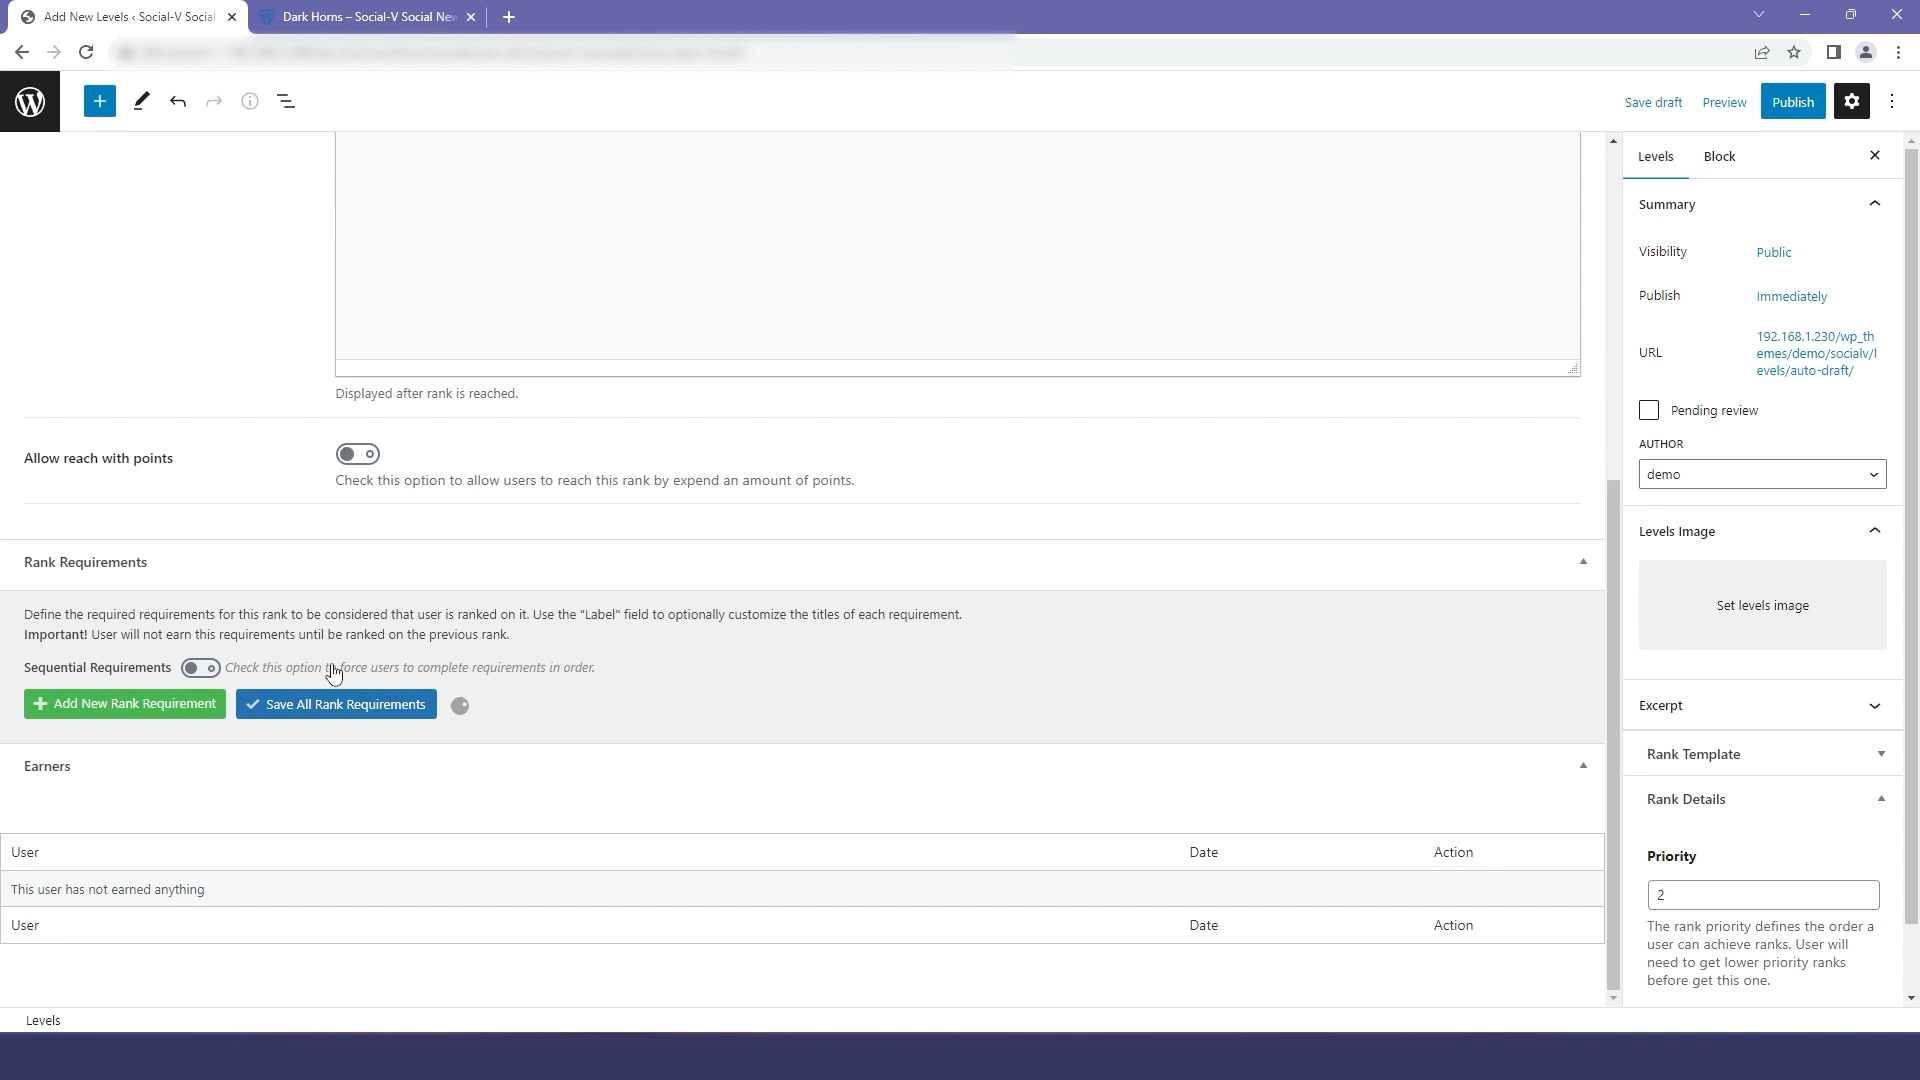 Add New Levels ‹ Social-V Social
Dark Horns – Social-V Social Ne
Save draft
Preview
Publish
Levels
Block
Summary
Visibility
Public
Publish
Immediately
URL
192.168.1.230/wp_th
emes/demo/socialv/l
evels/auto-draft/
Pending review
AUTHOR
demo
Displayed after rank is reached.
Allow reach with points
Check this option to allow users to reach this rank by expend an amount of points.
Levels Image
Set levels image
Rank Requirements
Define the required requirements for this rank to be considered that user is ranked on it. Use the "Label" field to optionally customize the titles of each requirement.
Important! User will not earn this requirements until be ranked on the previous rank.
Sequential Requirements
Check this option to force users to complete requirements in order.
Add New Rank Requirement
Save All Rank Requirements
Excerpt
Rank Template
Rank Details
Priority
2
The rank priority defines the order a
user can achieve ranks. User will
need to get lower priority ranks
before get this one.
Earners
User Date Action
This user has not earned anything
User Date Action
Levels